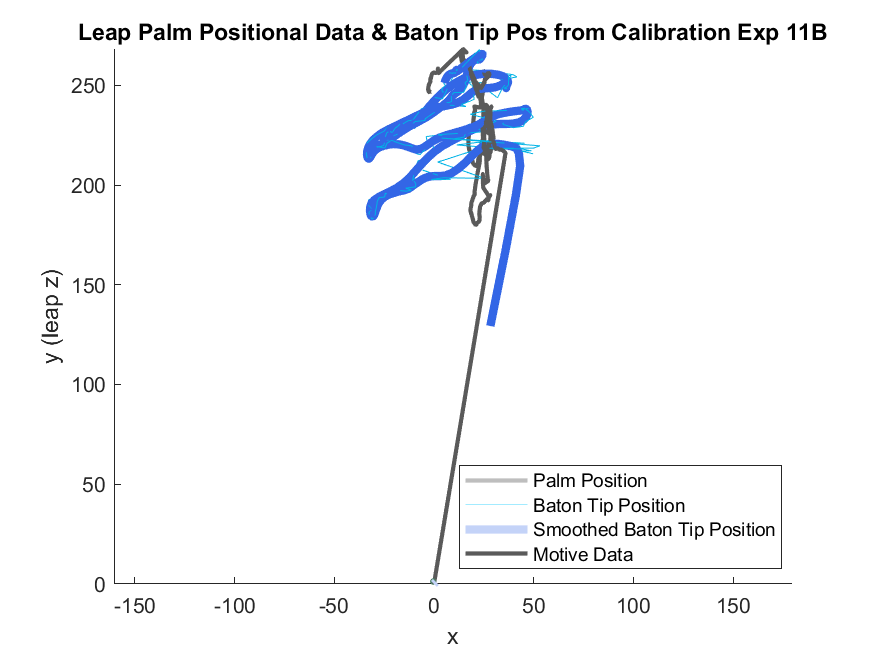 Leap Palm Positional Data & Baton Tip Pos from Calibration Exp 11B
250
200
150
100
50
0
y (leap z)
-150 -100 -50 0 50 100 150
x
Palm Position
Baton Tip Position
Smoothed Baton Tip Position
Motive Data